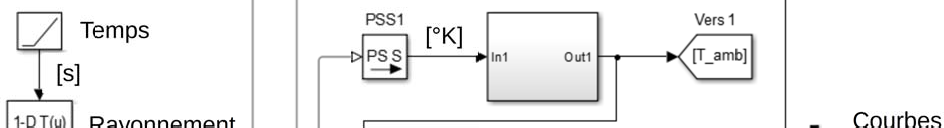 Temps
[s]
1-D T(u)
Rayonnement
PSS1
PS S
[°K]
In1
Out1
Vers 1
[T_amb]
Courbes